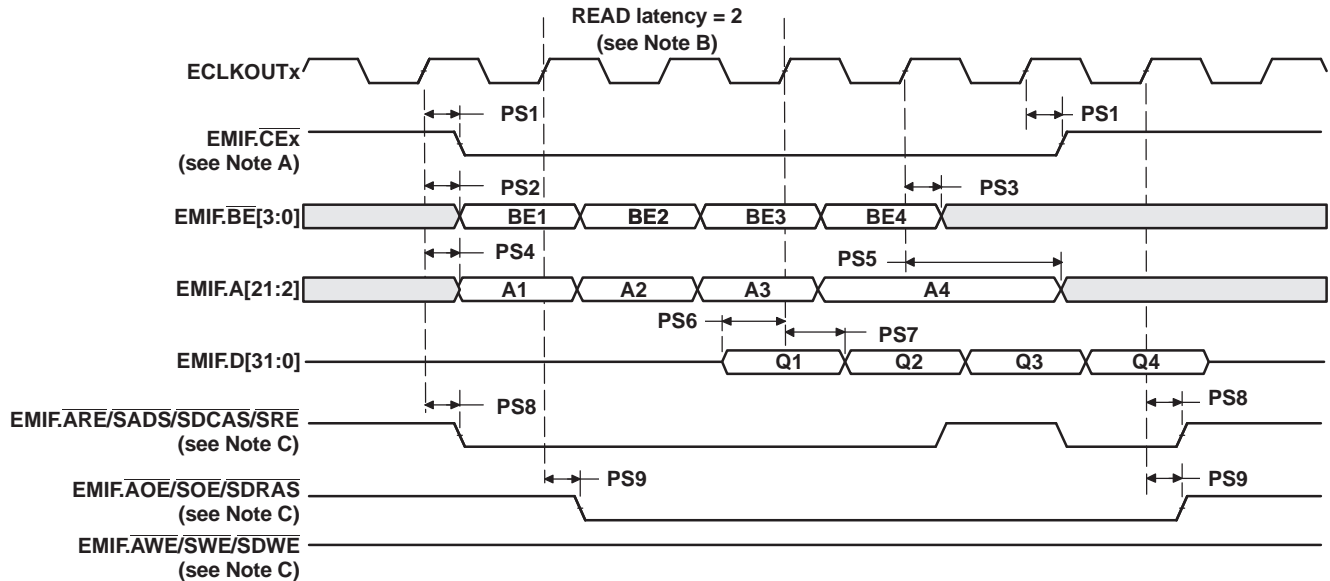 READ latency = 2
(see Note B)
ECLKOUTx
PS1
PS1
EMIF.CEx
(see Note A)
PS2
PS3
EMIF.BE[3:0]
BE1
BE2
BE3
BE4
PS4
PS5
EMIF.A[21:2]
A1
A2
A3
A4
PS6
PS7
EMIF.D[31:0]
Q1
Q2
Q3
Q4
PS8
PS8
EMIF.ARE/SADS/SDCAS/SRE
(see Note C)
PS9
PS9
EMIF.AOE/SOE/SDRAS
(see Note C)
EMIF.AWE/SWE/SDWE
(see Note C)